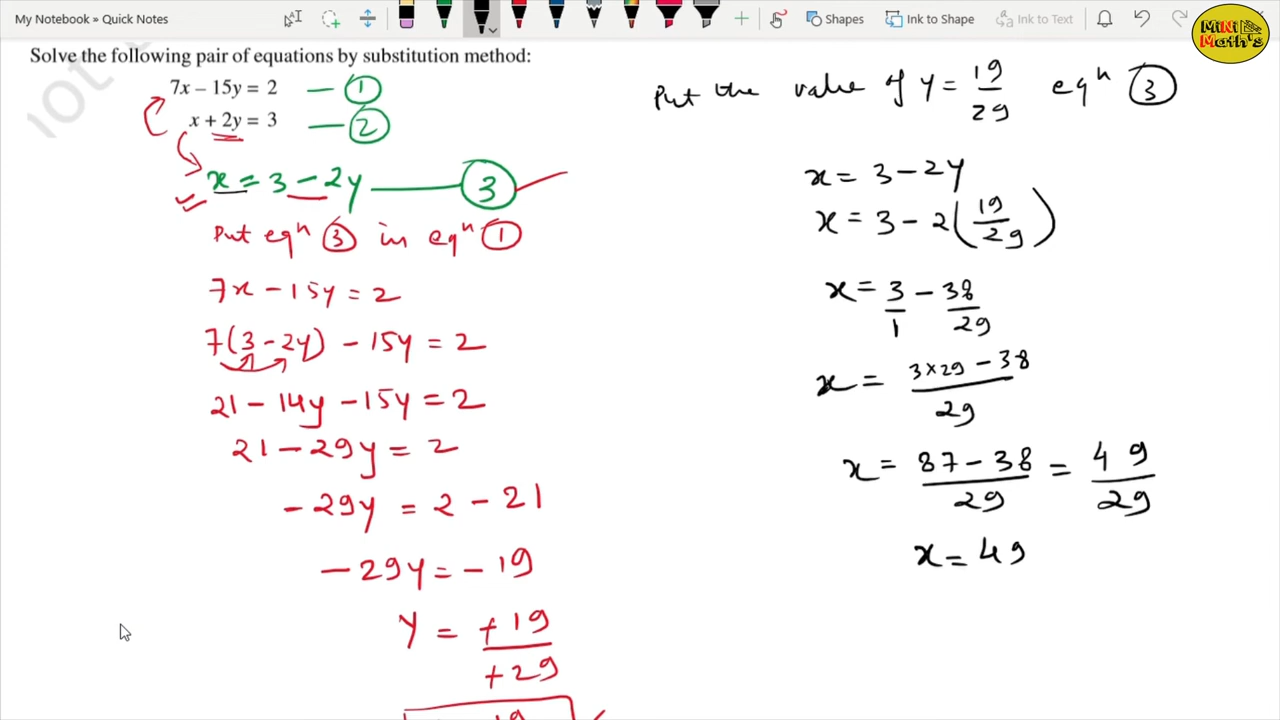 My Notebook » Quick Notes
Shapes
Ink to Shape
Ink to Text
MiNi
Math's
Solve the following pair of equations by substitution method:
7x – 15y = 2 — ①
x + 2y = 3 — ②
x = 3 – 2y — ③
Put eqⁿ ③ in eqⁿ ①
7x – 15y = 2
7(3 – 2y) – 15y = 2
21 – 14y – 15y = 2
21 – 29y = 2
– 29y = 2 – 21
– 29y = – 19
y = +19/+29
Put the value of y = 19/29 eqⁿ ③
x = 3 – 2y
x = 3 – 2(19/29)
x = 3/1 – 38/29
x = 3×29 – 38/29
x = 87 – 38/29 = 49/29
x = 49